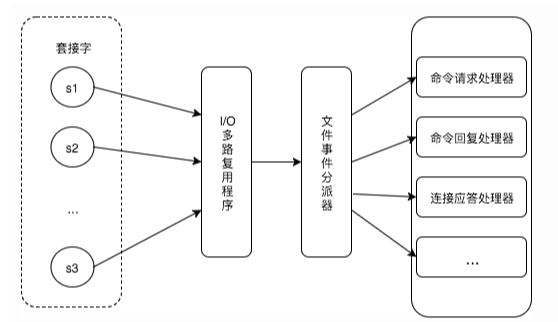 套接字
s1
s2
...
s3
I/O
多
路
复
用
程
序
文
件
事
件
分
派
器
命令请求处理器
命令回复处理器
连接应答处理器
...